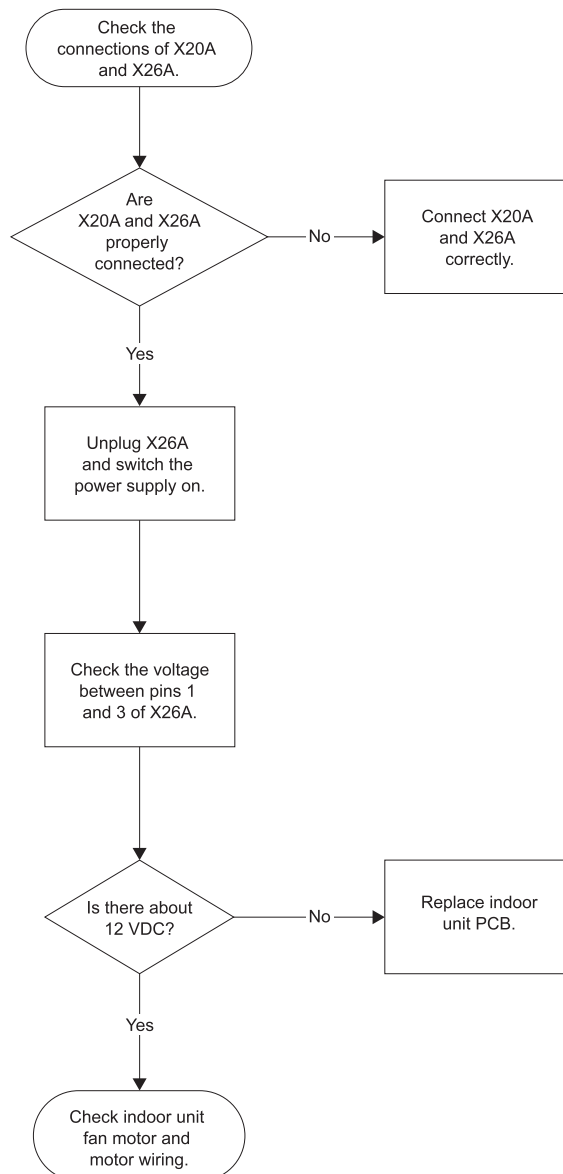 Check the
connections of X20A
and X26A.
Are
X20A and X26A
properly
connected?
No
Connect X20A
and X26A
correctly.
Yes
Unplug X26A
and switch the
power supply on.
Check the voltage
between pins 1
and 3 of X26A.
Is there about
12 VDC?
No
Replace indoor
unit PCB.
Yes
Check indoor unit
fan motor and
motor wiring.